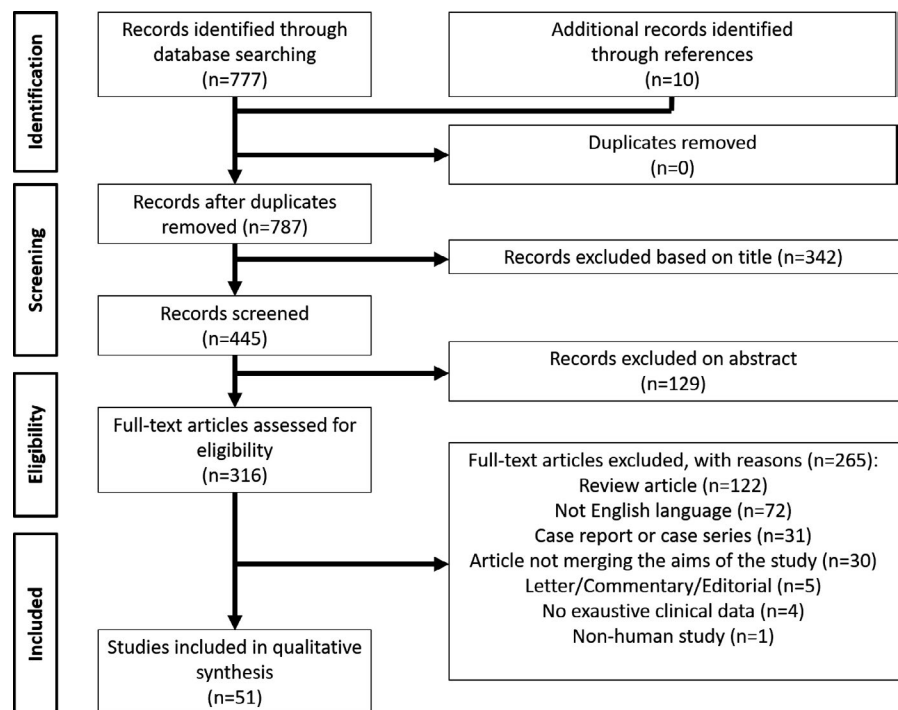 Identification
Records identified through
database searching
(n=777)
Additional records identified
through references
(n=10)
Duplicates removed
(n=0)
Screening
Records after duplicates
removed (n=787)
Records excluded based on title (n=342)
Records screened
(n=445)
Records excluded on abstract
(n=129)
Eligibility
Full-text articles assessed for
eligibility
(n=316)
Full-text articles excluded, with reasons (n=265):
Review article (n=122)
Not English language (n=72)
Case report or case series (n=31)
Article not merging the aims of the study (n=30)
Letter/Commentary/Editorial (n=5)
No exaustive clinical data (n=4)
Non-human study (n=1)
Included
Studies included in qualitative
synthesis
(n=51)